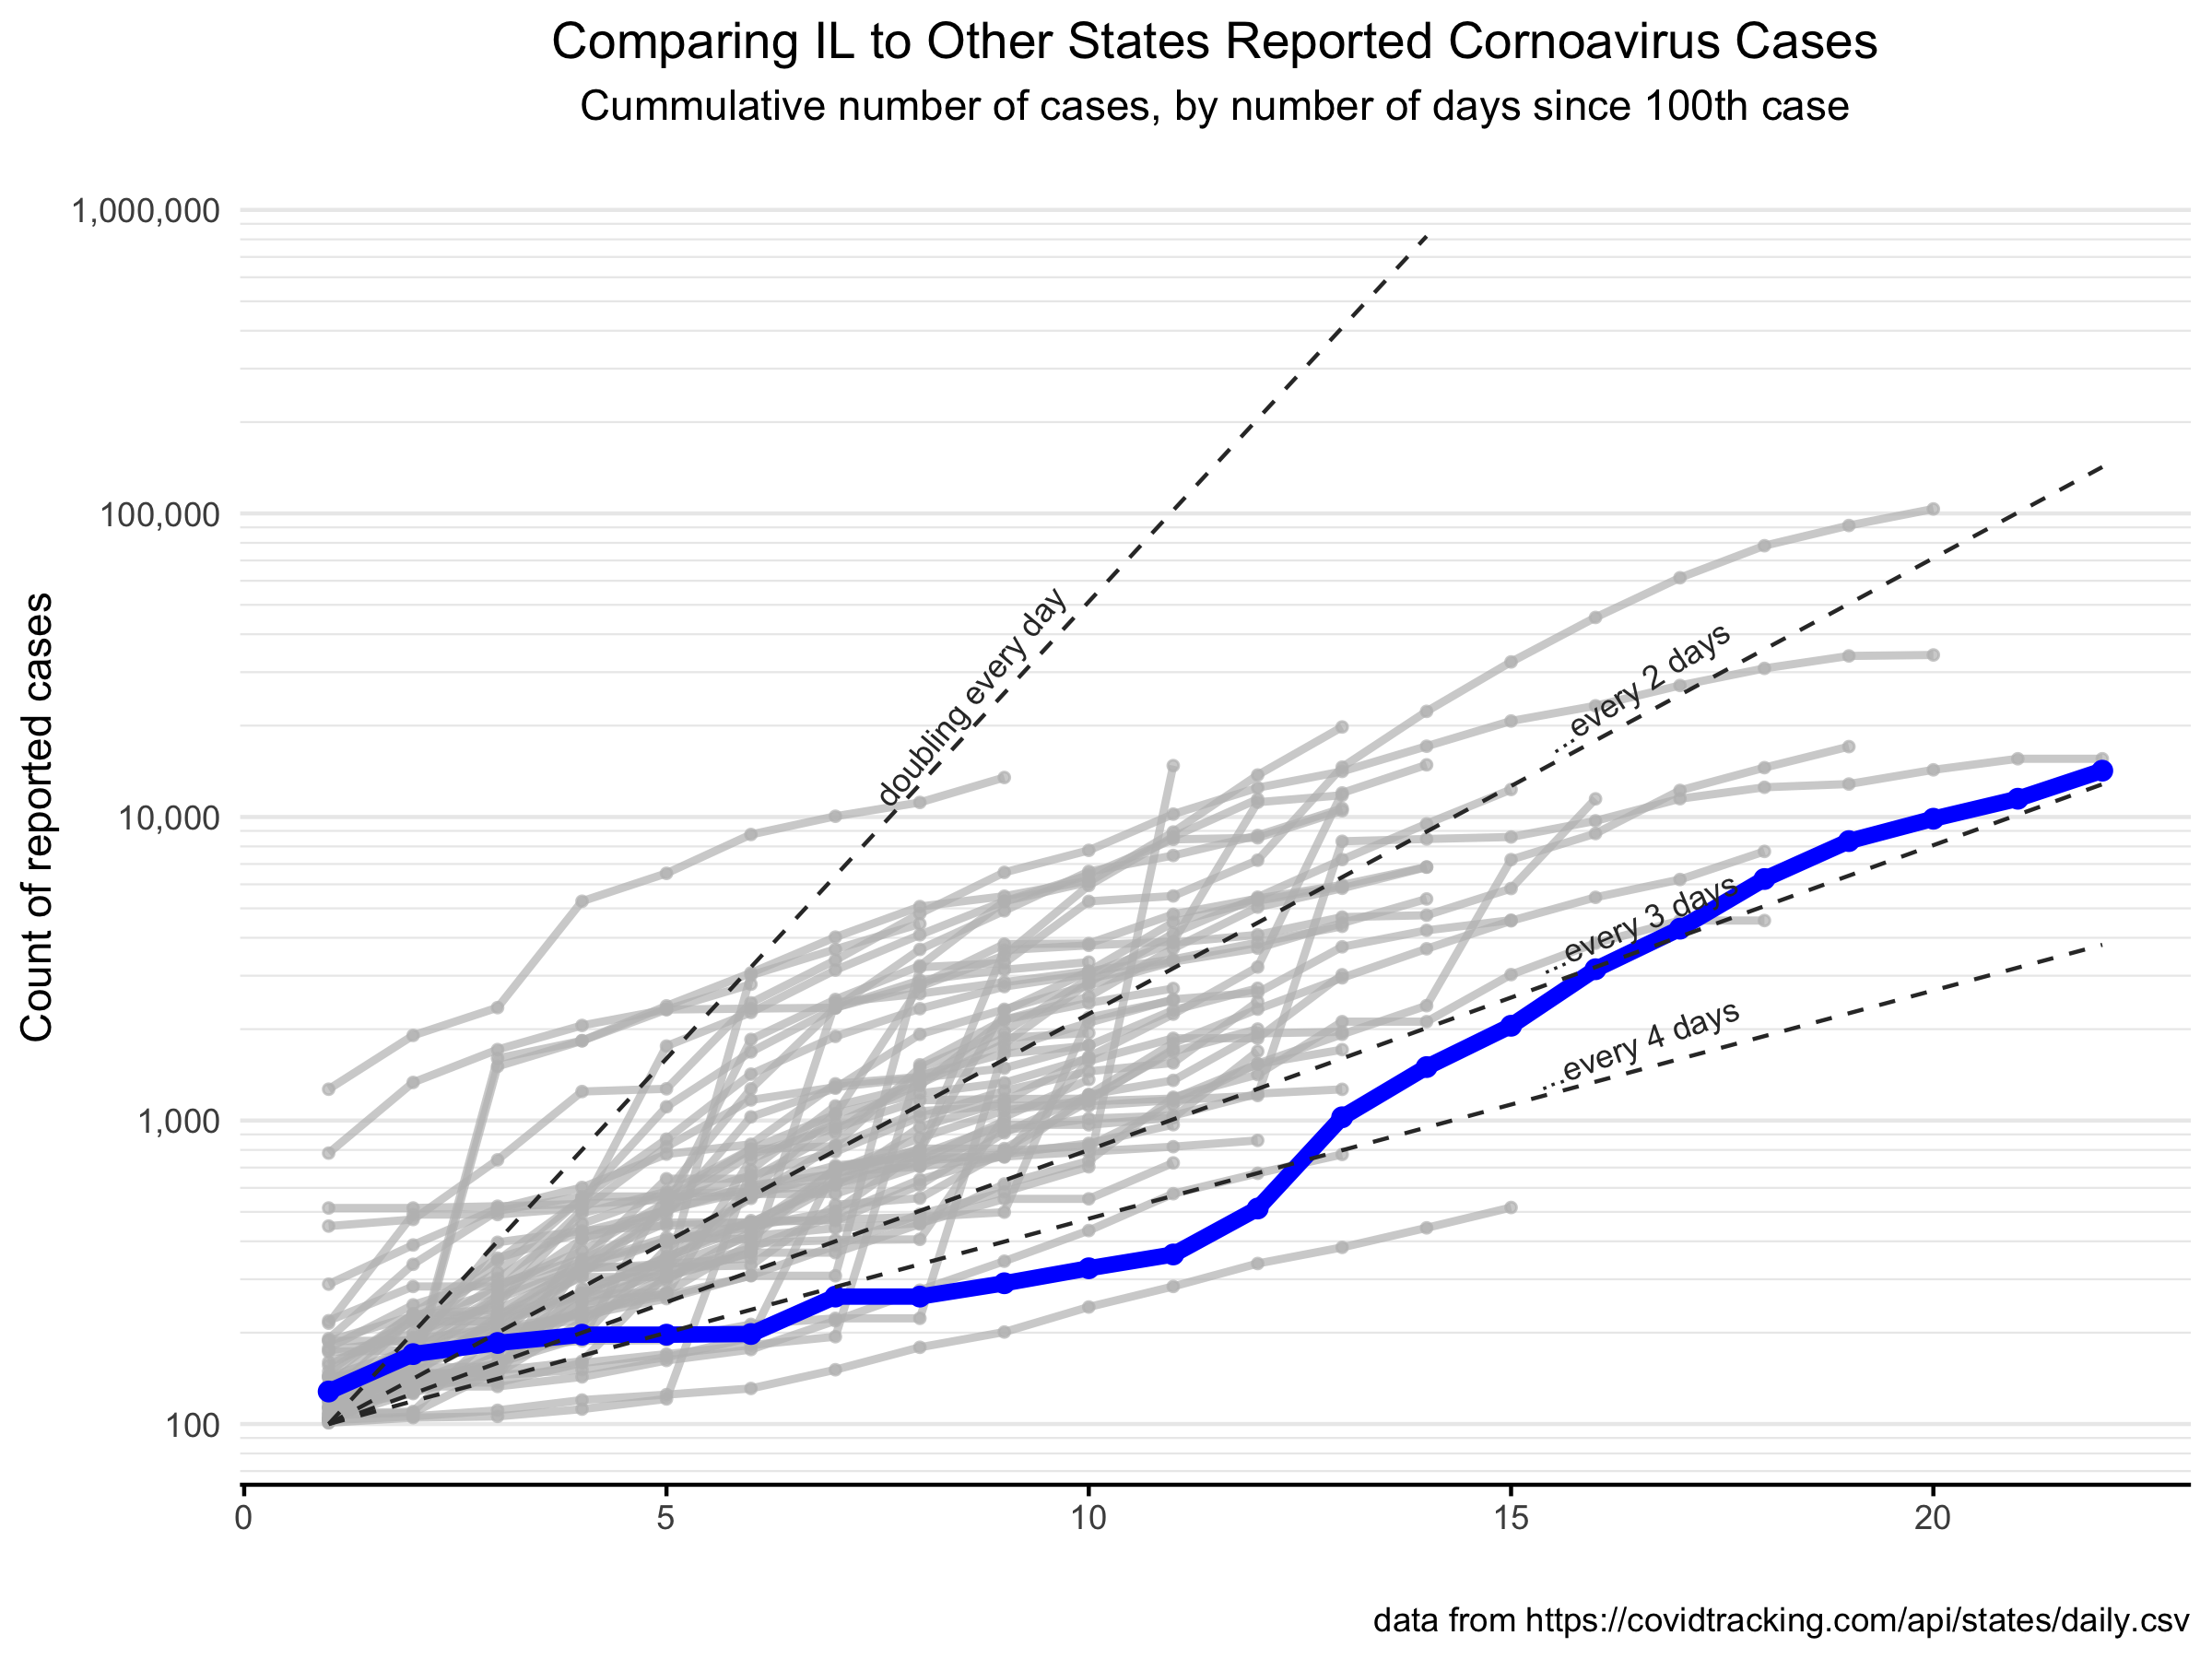 Comparing IL to Other States Reported Cornoavirus Cases
Cummulative number of cases, by number of days since 100th case
Count of reported cases
1,000,000
100,000
10,000
1,000
100
doubling every day
...every 2 days
...every 3 days
...every 4 days
0 5 10 15 20
data from https://covidtracking.com/api/states/daily.csv